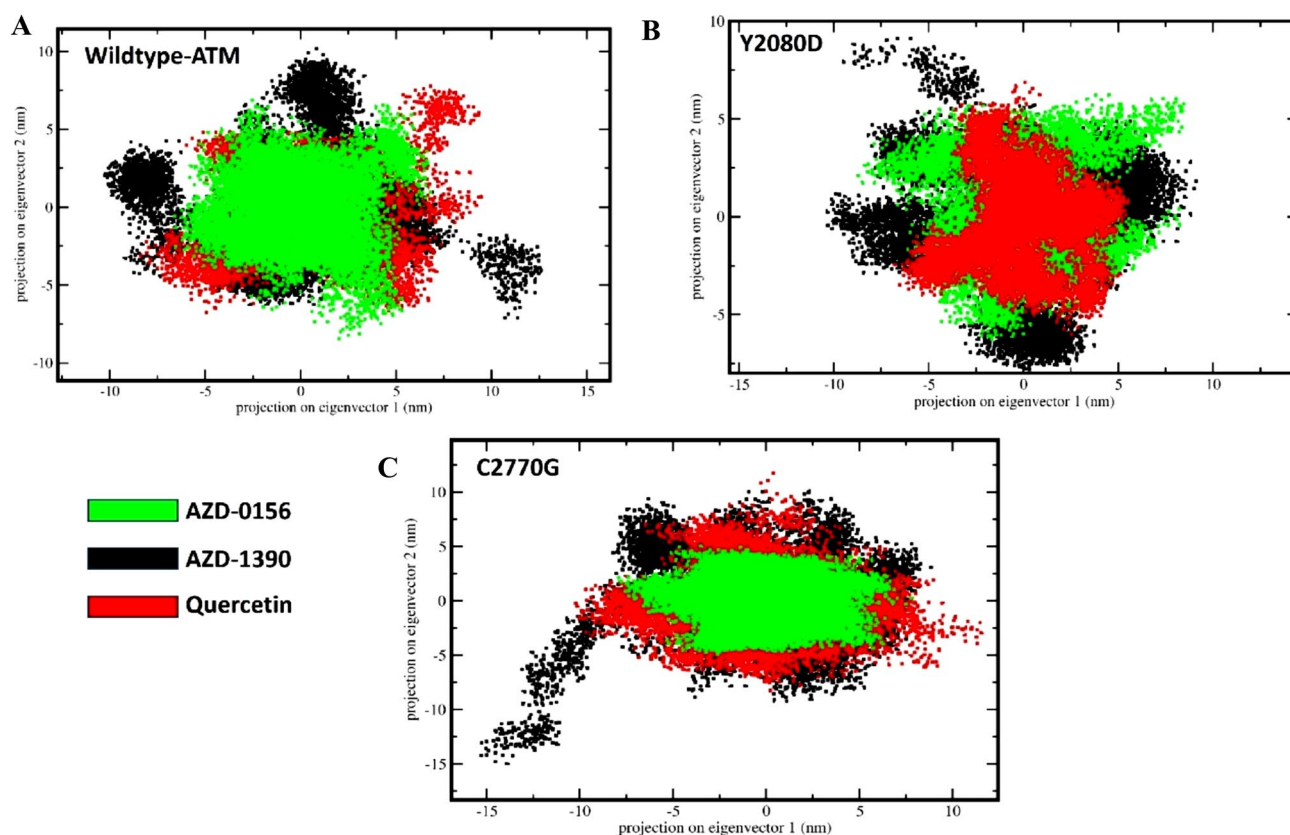 A
Wildtype-ATM
10
5
0
-5
-10
projection on eigenvector 2 (nm)
-10
-5
0
5
10
15
projection on eigenvector 1 (nm)
B
Y2080D
10
5
0
-5
projection on eigenvector 2 (nm)
-15
-10
-5
0
5
10
projection on eigenvector 1 (nm)
AZD-0156
AZD-1390
Quercetin
C
C2770G
10
5
0
-5
-10
-15
projection on eigenvector 2 (nm)
-15
-10
-5
0
5
10
projection on eigenvector 1 (nm)